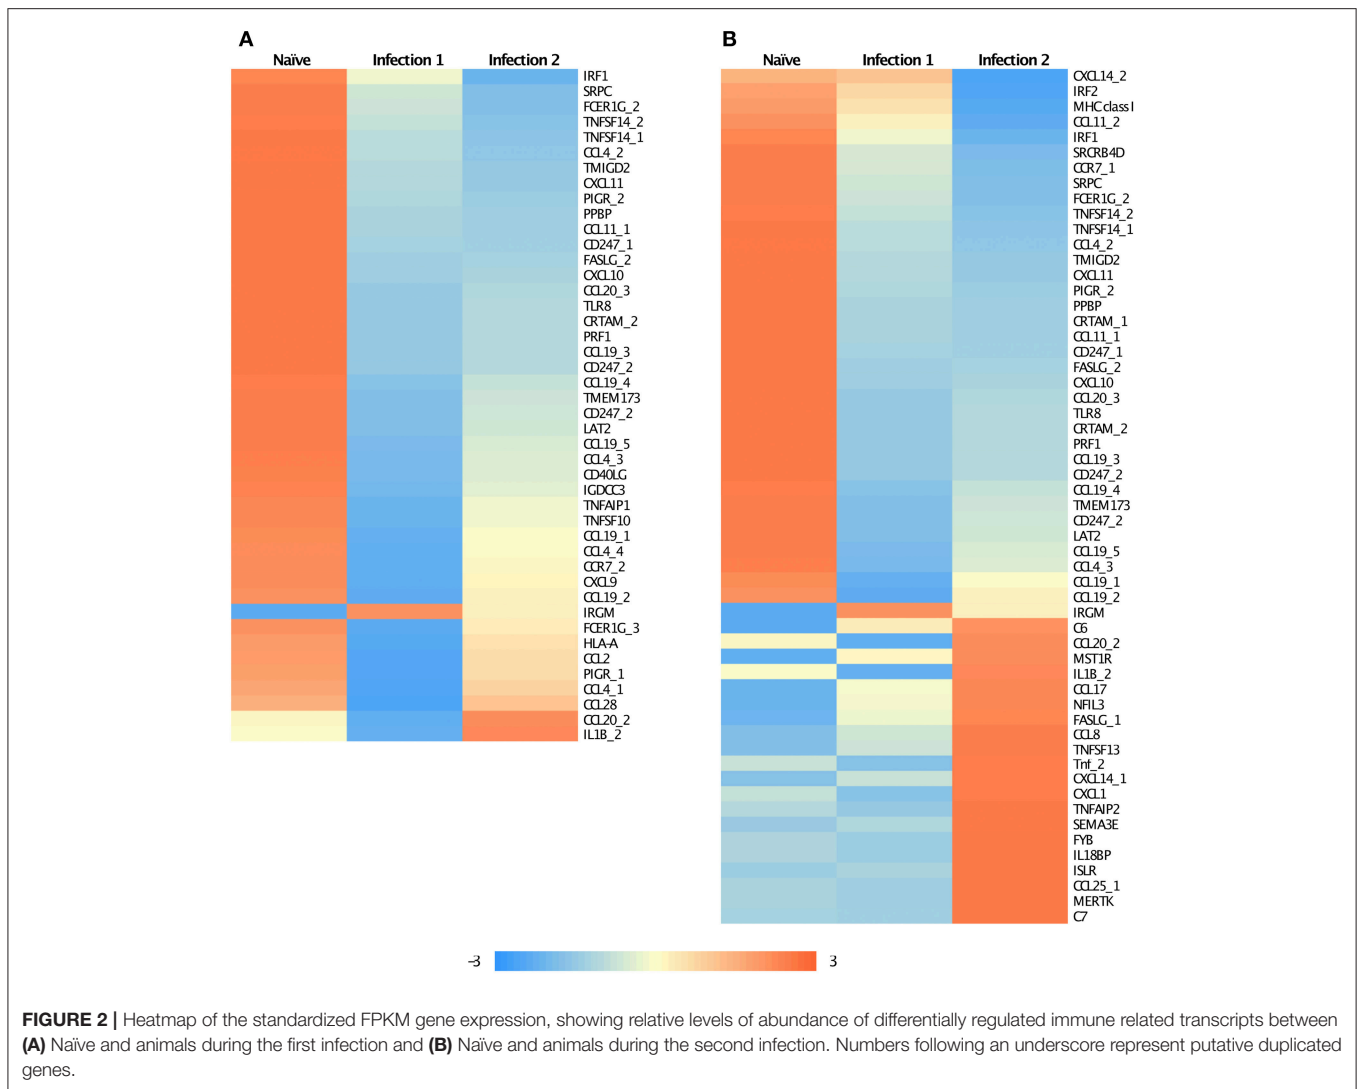 A
Naïve Infection 1 Infection 2
IRF1
SRPC
FCER1G_2
TNFSF14_2
TNFSF14_1
CCL4_2
TMIGD2
CXCL11
PIGR_2
PPBP
CCL11_1
CD247_1
FASLG_2
CXCL10
CCL20_3
TLR8
CRTAM_2
PRF1
CCL19_3
CD247_2
CCL19_4
TMEM173
CD247_2
LAT2
CCL19_5
CCL4_3
CD40LG
IGDCC3
TNFAIP1
TNFSF10
CCL19_1
CCL4_4
CCR7_2
CXCL9
CCL19_2
IRGM
FCER1G_3
HLA-A
CCL2
PIGR_1
CCL4_1
CCL28
CCL20_2
IL1B_2
B
Naïve Infection 1 Infection 2
CXCL14_2
IRF2
MHC class I
CCL11_2
IRF1
SRCRB4D
CCR7_1
SRPC
FCER1G_2
TNFSF14_2
TNFSF14_1
CCL4_2
TMIGD2
CXCL11
PIGR_2
PPBP
CRTAM_1
CCL11_1
CD247_1
FASLG_2
CXCL10
CCL20_3
TLR8
CRTAM_2
PRF1
CCL19_3
CD247_2
CCL19_4
TMEM173
CD247_2
LAT2
CCL19_5
CCL4_3
CCL19_1
CCL19_2
IRGM
C6
CCL20_2
MST1R
IL1B_2
CCL17
NFIL3
FASLG_1
CCL8
TNFSF13
Tnf_2
CXCL14_1
CXCL1
TNFAIP2
SEMA3E
FYB
IL18BP
ISLR
CCL25_1
MERTK
C7
-3 3
FIGURE 2 | Heatmap of the standardized FPKM gene expression, showing relative levels of abundance of differentially regulated immune related transcripts between
(A) Naïve and animals during the first infection and (B) Naïve and animals during the second infection. Numbers following an underscore represent putative duplicated
genes.